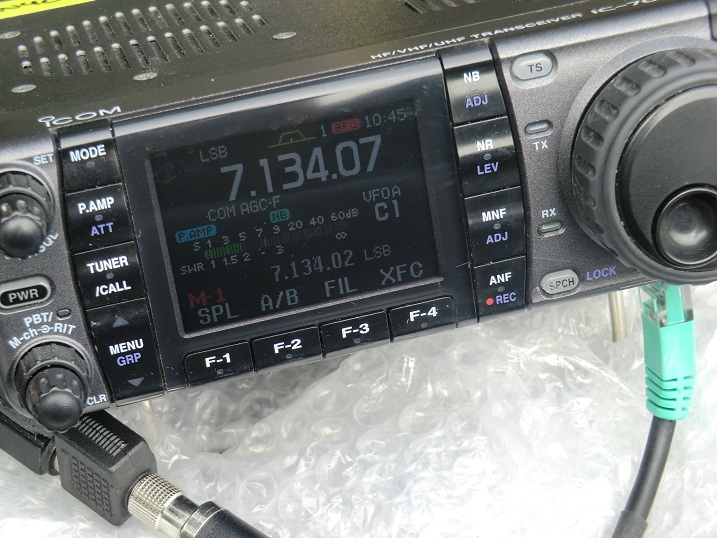 HF/VHF/UHF TRANSCEIVER IC-70
ICOM
SET
MODE
P.AMP
ATT
TUNER
/CALL
MENU
GRP
PWR
PBT/
M-ch RIT
CLR
LSB
1
10:45
7.134.07
COM AGC-F
VFOA
P.AMP
NB
C1
S 1 3 5 7 9 20 40 60dB
SWR 1 1.5 2 3 ∞
7.134.02 LSB
M-1
SPL A/B FIL XFC
F-1 F-2 F-3 F-4
NB
ADJ
NR
LEV
MNF
ADJ
ANF
REC
TS
TX
RX
SPCH
LOCK